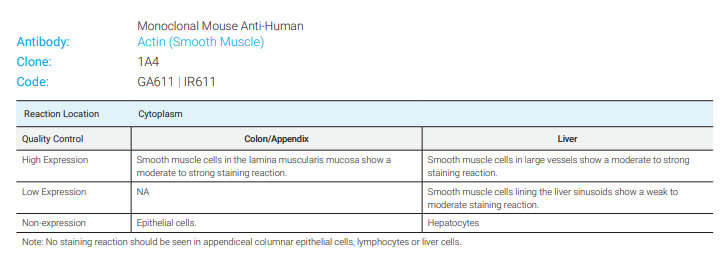 Monoclonal Mouse Anti-Human
Antibody: Actin (Smooth Muscle)
Clone: 1A4
Code: GA611 | IR611
Reaction Location Cytoplasm
Quality Control Colon/Appendix Liver
High Expression Smooth muscle cells in the lamina muscularis mucosa show a moderate to strong staining reaction. Smooth muscle cells in large vessels show a moderate to strong staining reaction.
Low Expression NA Smooth muscle cells lining the liver sinusoids show a weak to moderate staining reaction.
Non-expression Epithelial cells. Hepatocytes
Note: No staining reaction should be seen in appendiceal columnar epithelial cells, lymphocytes or liver cells.